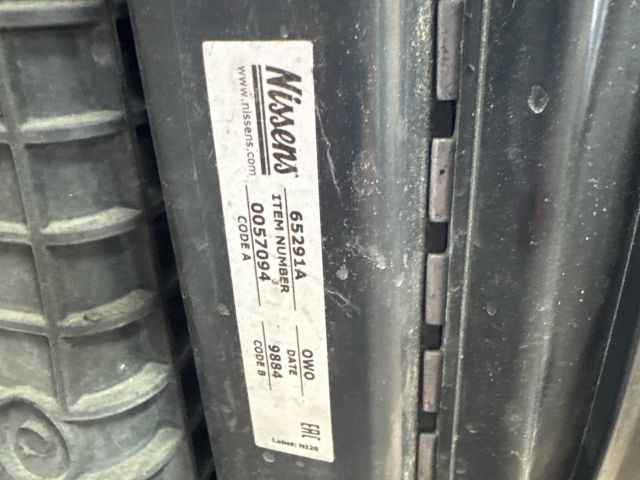 Nissens
www.nissens.com
65291A
ITEM NUMBER
0057094
CODE A
OWO
DATE
9884
CODE B
EAC
Label: N120